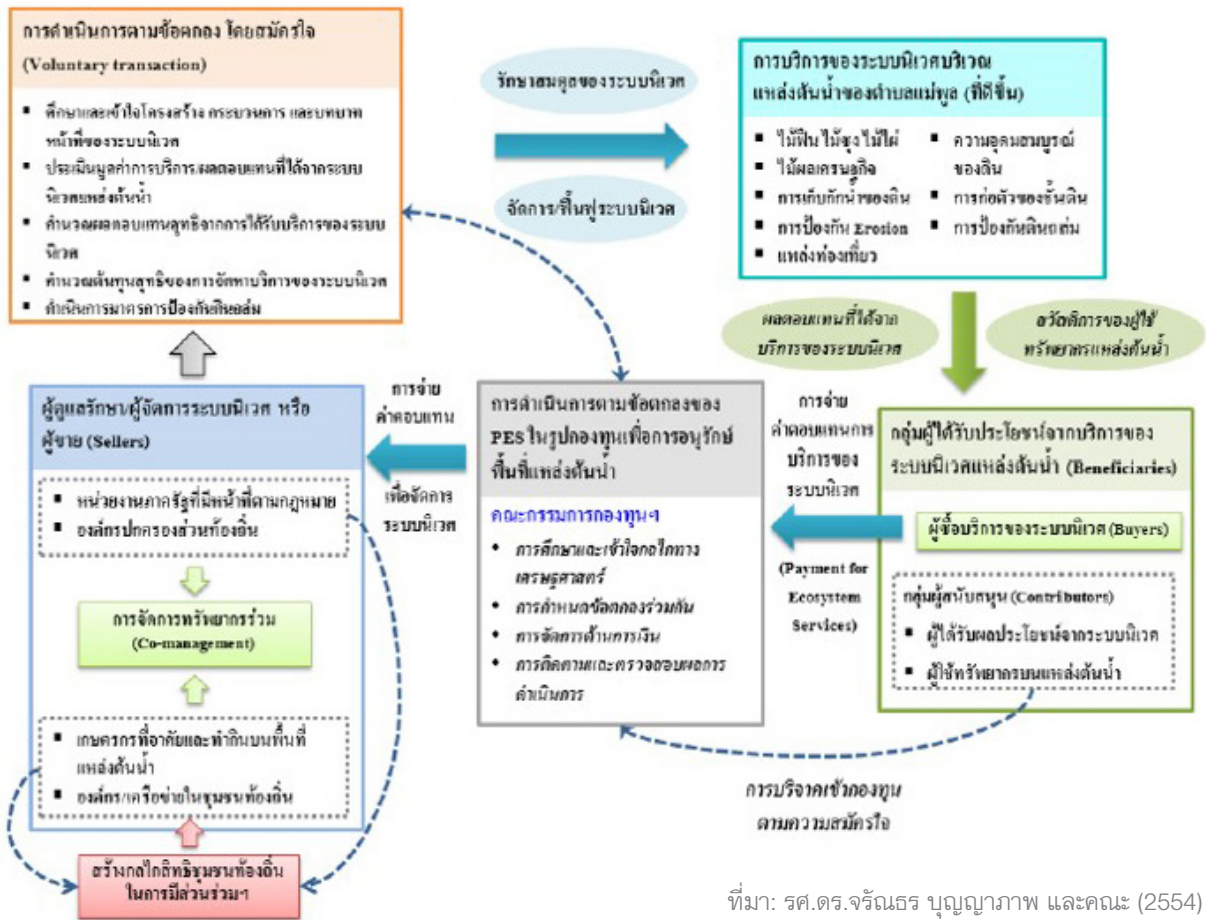 การดำเนินการตามข้อตกลง โดยสมัครใจ
(Voluntary transaction)
▪ ศึกษาและเข้าใจโครงสร้าง กระบวนการ และบทบาท
หน้าที่ของระบบนิเวศ
▪ ประเมินมูลค่าการบริการ/ผลตอบแทนที่ได้จากระบบ
นิเวศแหล่งต้นน้ำ
▪ คำนวณผลตอบแทนสุทธิจากการได้รับบริการของระบบ
นิเวศ
▪ คำนวณต้นทุนสุทธิของการจัดหาบริการของระบบนิเวศ
▪ ดำเนินการมาตรการป้องกันดินถล่ม
รักษาสมดุลของระบบนิเวศ
จัดการ/ฟื้นฟูระบบนิเวศ
การบริการของระบบนิเวศบริเวณ
แหล่งต้นน้ำของตำบลแม่พูล (ที่ดีขึ้น)
▪ ไม้ฟืน ไม้ซุง ไม้ไผ่
▪ ไม้ผลเศรษฐกิจ
▪ การเก็บกักน้ำของดิน
▪ การป้องกัน Erosion
▪ แหล่งท่องเที่ยว
▪ ความอุดมสมบูรณ์
ของดิน
▪ การก่อตัวของชั้นดิน
▪ การป้องกันดินถล่ม
ผลตอบแทนที่ได้จาก
บริการของระบบนิเวศ
สวัสดิการของผู้ใช้
ทรัพยากรแหล่งต้นน้ำ
ผู้ดูแลรักษา/ผู้จัดการระบบนิเวศ หรือ
ผู้ขาย (Sellers)
▪ หน่วยงานภาครัฐที่มีหน้าที่ตามกฎหมาย
▪ องค์กรปกครองส่วนท้องถิ่น
การจัดการทรัพยากรร่วม
(Co-management)
▪ เกษตรกรที่อาศัยและทำกินบนพื้นที่
แหล่งต้นน้ำ
▪ องค์กร/เครือข่ายในชุมชนท้องถิ่น
สร้างกลไกสิทธิชุมชนท้องถิ่น
ในการมีส่วนร่วมฯ
การจ่าย
ค่าตอบแทน
เพื่อจัดการ
ระบบนิเวศ
การดำเนินการตามข้อตกลงของ
PES ในรูปกองทุนเพื่อการอนุรักษ์
พื้นที่แหล่งต้นน้ำ
คณะกรรมการกองทุนฯ
• การศึกษาและเข้าใจกลไกทาง
เศรษฐศาสตร์
• การกำหนดข้อตกลงร่วมกัน
• การจัดการด้านการเงิน
• การติดตามและตรวจสอบผลการ
ดำเนินการ
การจ่าย
ค่าตอบแทนการ
บริการของ
ระบบนิเวศ
(Payment for
Ecosystem
Services)
กลุ่มผู้ได้รับประโยชน์จากบริการของ
ระบบนิเวศแหล่งต้นน้ำ (Beneficiaries)
ผู้ซื้อบริการของระบบนิเวศ (Buyers)
กลุ่มผู้สนับสนุน (Contributors)
▪ ผู้ได้รับผลประโยชน์จากระบบนิเวศ
▪ ผู้ใช้ทรัพยากรบนแหล่งต้นน้ำ
การบริจาคเข้ากองทุน
ตามความสมัครใจ
ที่มา: รศ.ดร.จรัณธร บุญญานุภาพ และคณะ (2554)